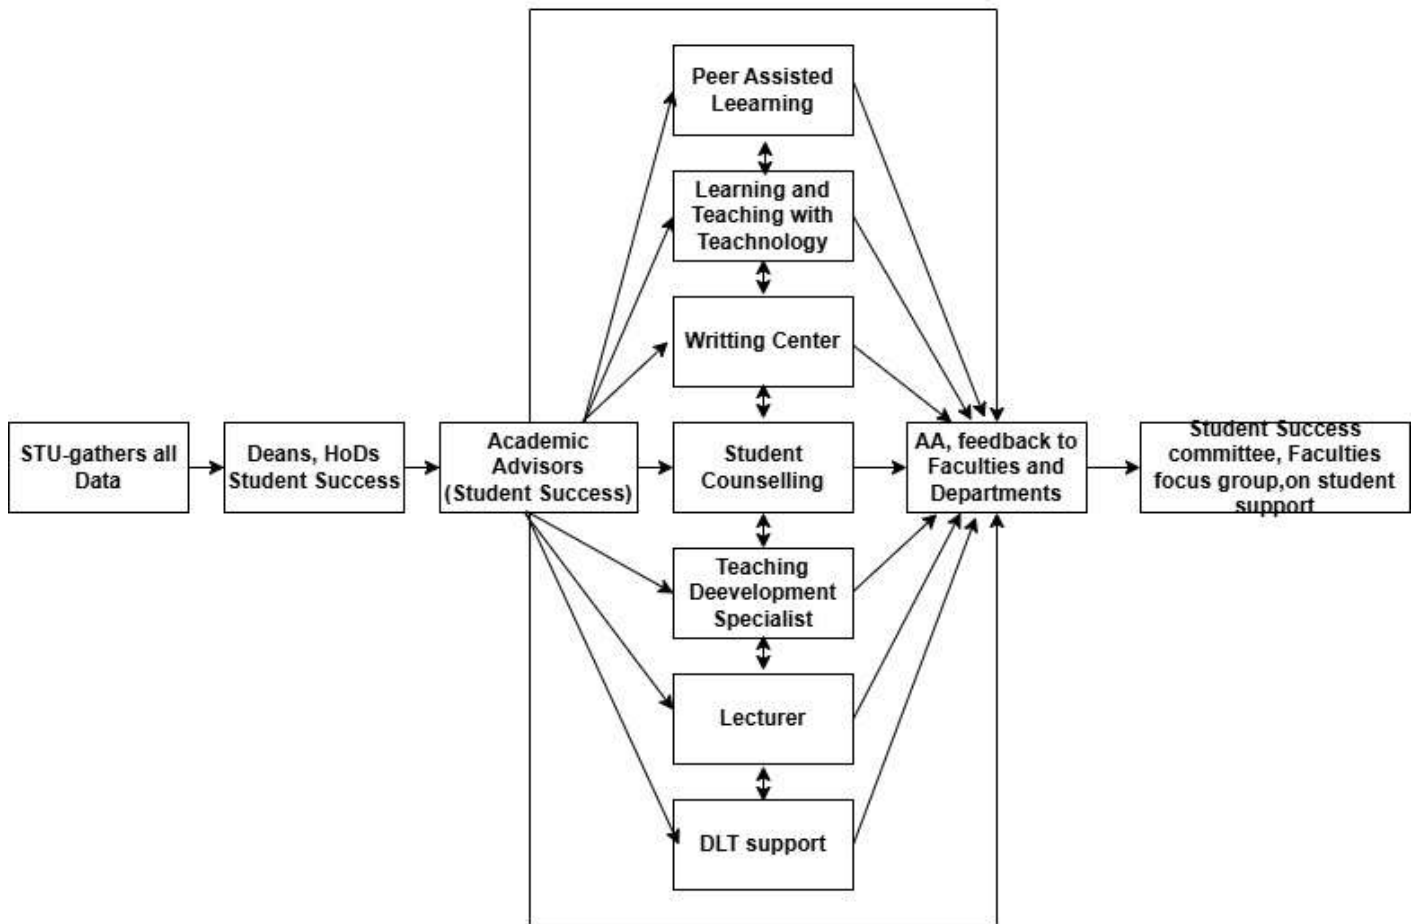 Peer Assisted
Leearning
Learning and
Teaching with
Teachnology
Writting Center
STU-gathers all
Data
Deans, HoDs
Student Success
Academic
Advisors
(Student Success)
Student
Counselling
AA, feedback to
Faculties and
Departments
Student Success
committee, Faculties
focus group,on student
support
Teaching
Deevelopment
Specialist
Lecturer
DLT support